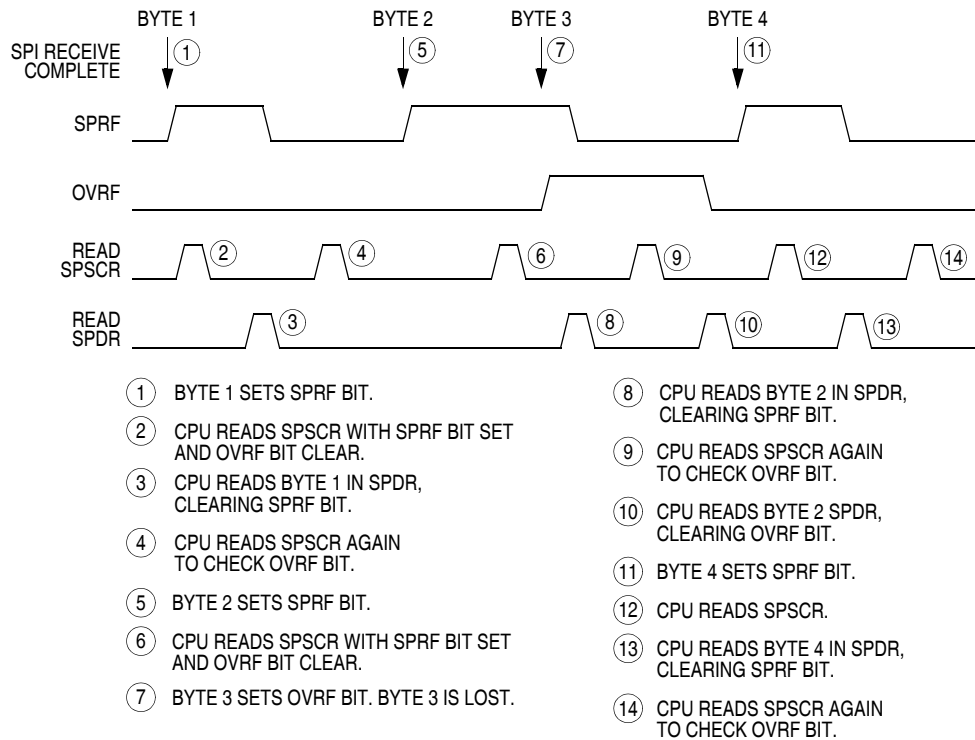 BYTE 1 BYTE 2 BYTE 3 BYTE 4
SPI RECEIVE
COMPLETE
1 5 7 11
SPRF
OVRF
READ
SPSCR
2 4 6 9 12 14
READ
SPDR
3 8 10 13
1 BYTE 1 SETS SPRF BIT.
2 CPU READS SPSCR WITH SPRF BIT SET
AND OVRF BIT CLEAR.
3 CPU READS BYTE 1 IN SPDR,
CLEARING SPRF BIT.
4 CPU READS SPSCR AGAIN
TO CHECK OVRF BIT.
5 BYTE 2 SETS SPRF BIT.
6 CPU READS SPSCR WITH SPRF BIT SET
AND OVRF BIT CLEAR.
7 BYTE 3 SETS OVRF BIT. BYTE 3 IS LOST.
8 CPU READS BYTE 2 IN SPDR,
CLEARING SPRF BIT.
9 CPU READS SPSCR AGAIN
TO CHECK OVRF BIT.
10 CPU READS BYTE 2 SPDR,
CLEARING OVRF BIT.
11 BYTE 4 SETS SPRF BIT.
12 CPU READS SPSCR.
13 CPU READS BYTE 4 IN SPDR,
CLEARING SPRF BIT.
14 CPU READS SPSCR AGAIN
TO CHECK OVRF BIT.